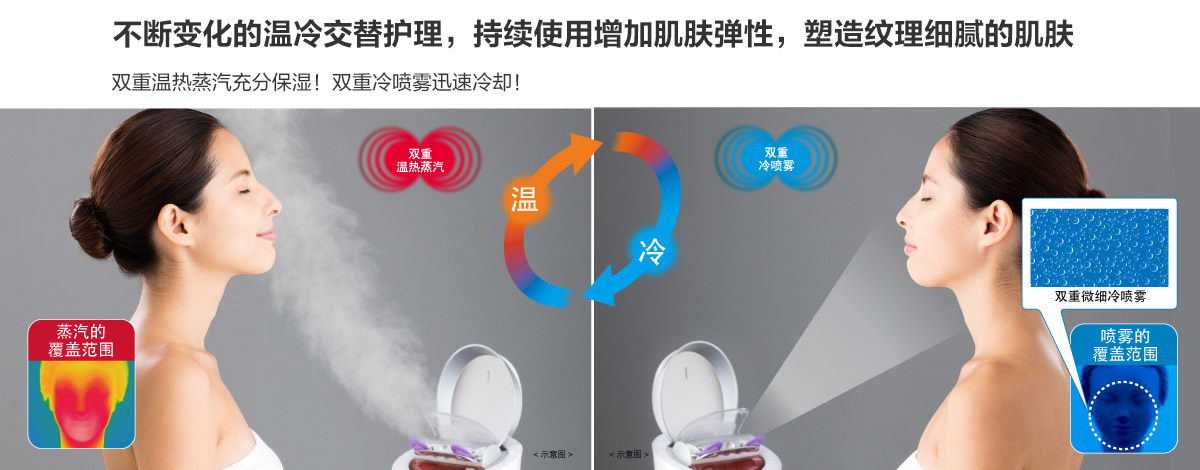 不断变化的温冷交替护理，持续使用增加肌肤弹性，塑造纹理细腻的肌肤
双重温热蒸汽充分保湿！双重冷喷雾迅速冷却！
双重
温热蒸汽
温
冷
双重
冷喷雾
双重微细冷喷雾
蒸汽的
覆盖范围
喷雾的
覆盖范围
<示意图>
<示意图>